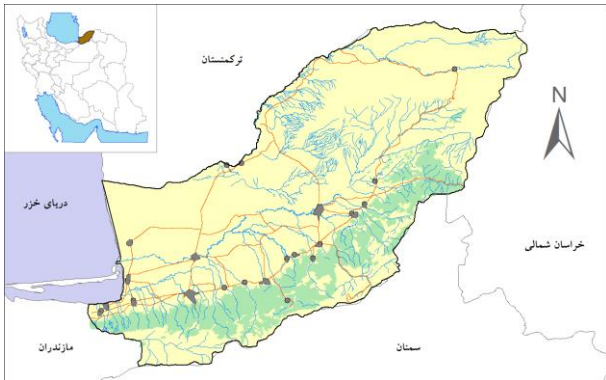 ترکمنستان
N
دریای خزر
خراسان شمالی
مازندران
سمنان